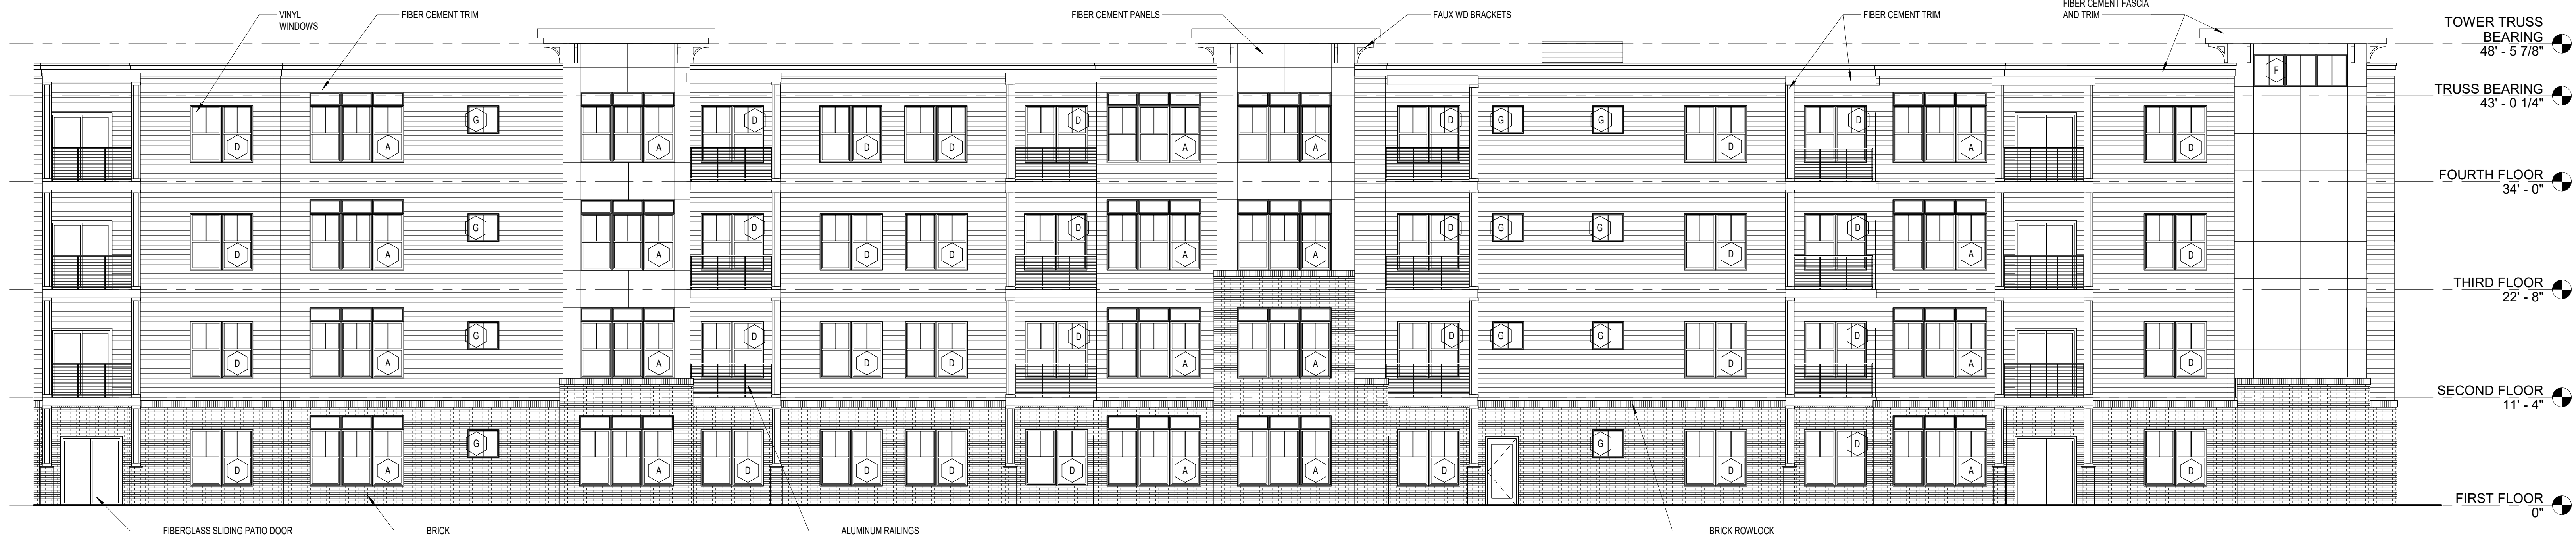 VINYL
WINDOWS
FIBER CEMENT TRIM
FIBER CEMENT PANELS
FAUX WD BRACKETS
FIBER CEMENT TRIM
FIBER CEMENT FASCIA
AND TRIM
TOWER TRUSS
BEARING
48' - 5 7/8"
F
TRUSS BEARING
43' - 0 1/4"
D A G A D D D D A A D G G D D A D
FOURTH FLOOR
34' - 0"
D A G A D D D D A A D G G D D A D
THIRD FLOOR
22' - 8"
D A G A D D D D A A D G G D D A D
SECOND FLOOR
11' - 4"
D A G A D D D D A A D G D D A D
FIRST FLOOR
0"
FIBERGLASS SLIDING PATIO DOOR
BRICK
ALUMINUM RAILINGS
BRICK ROWLOCK